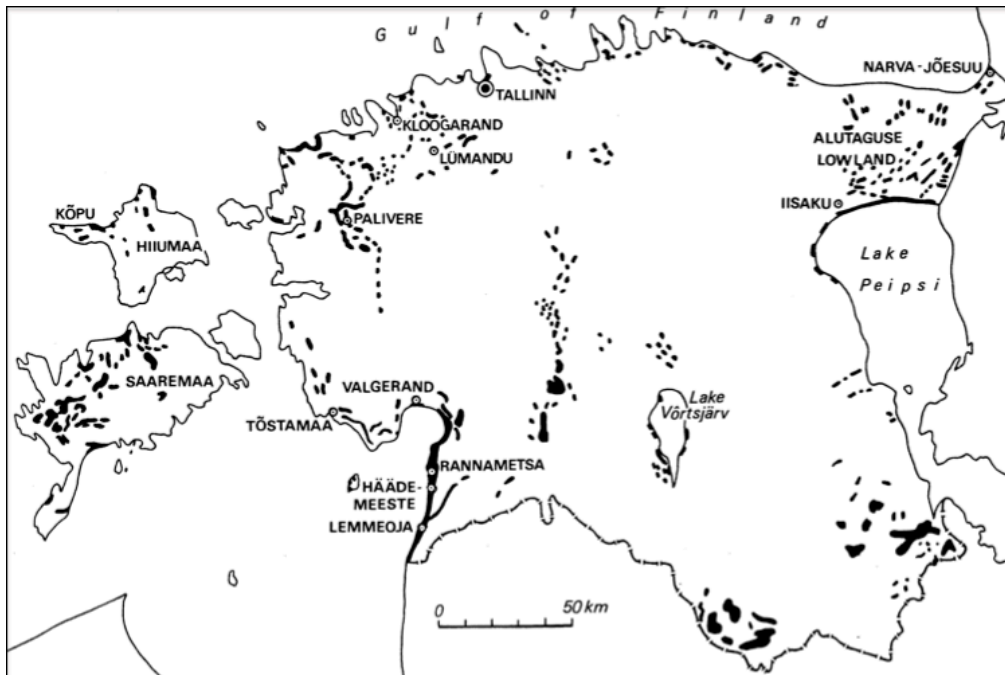 Gulf of Finland
NARVA-JÕESUU
TALLINN
KLOOGARAND
ALUTAGUSE
LOWLAND
LÜMANDU
IISAKU
KÕPU
PALIVERE
HIIUMAA
Lake
Peipsi
SAAREMAA
VALGERAND
Lake
Võrtsjärv
TÕSTAMAA
RANNAMETSA
HÄÄDE-
MEESTE
LEMMEOJA
0 50 km